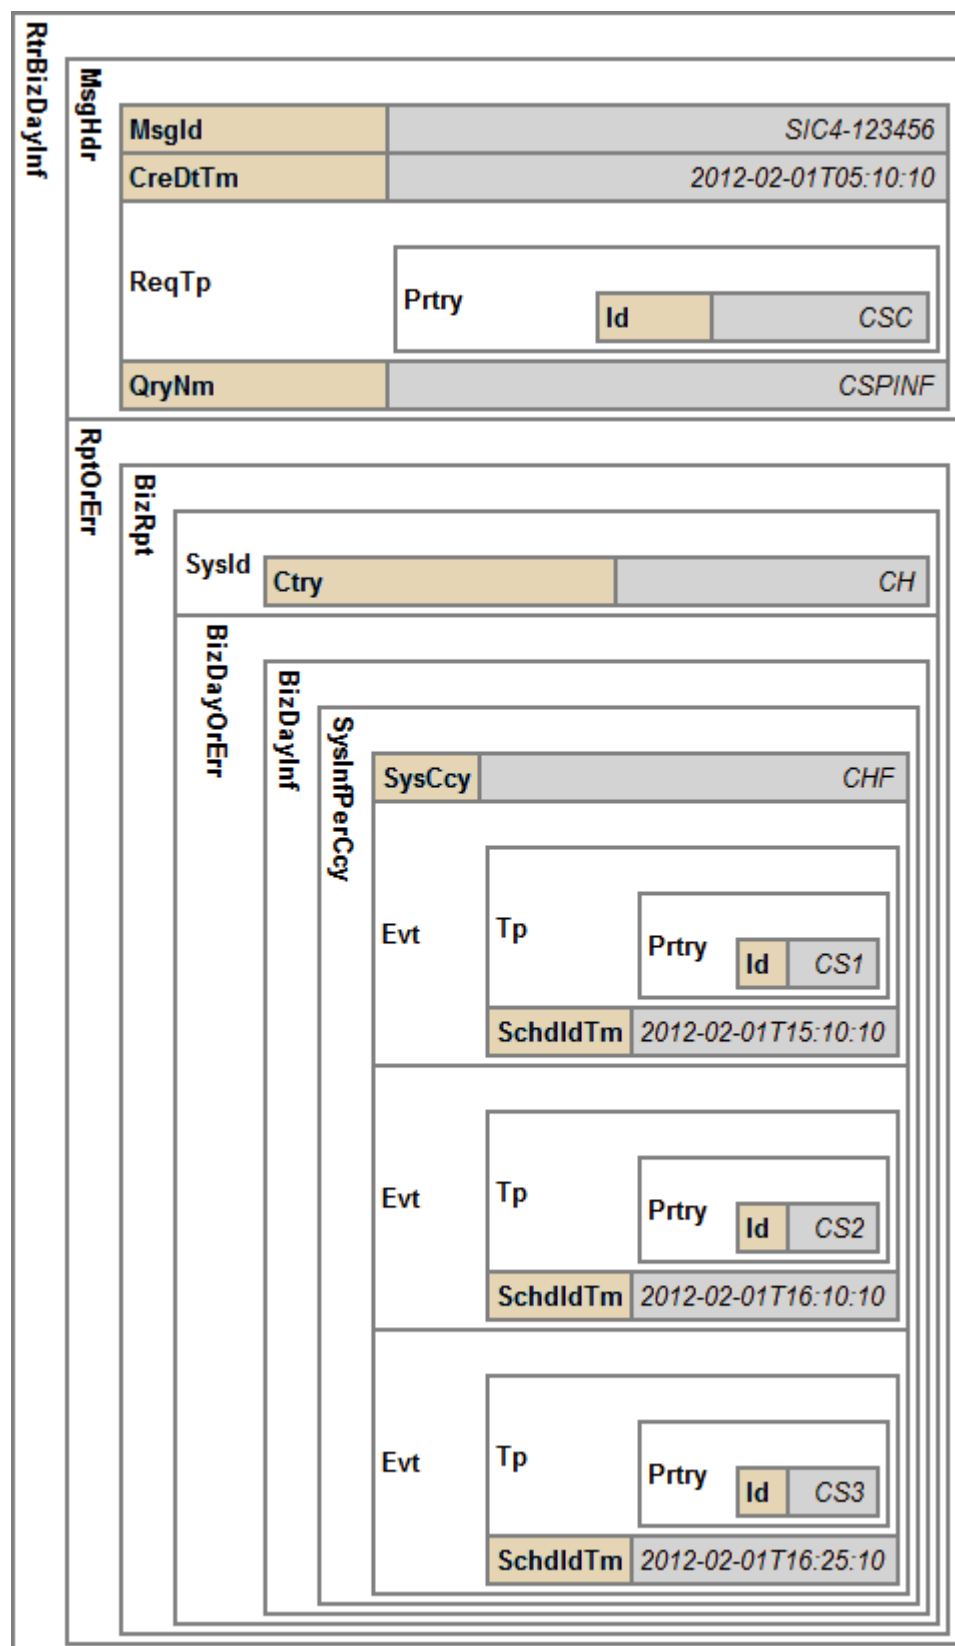 RtrBizDayInf
MsgHdr
MsgId SIC4-123456
CreDtTm 2012-02-01T05:10:10
ReqTp
Prtry
Id CSC
QryNm CSPINF
RptOrErr
BizRpt
SysId
Ctry CH
BizDayOrErr
BizDayInf
SysInfPerCcy
SysCcy CHF
Evt
Tp
Prtry
Id CS1
SchdldTm 2012-02-01T15:10:10
Evt
Tp
Prtry
Id CS2
SchdldTm 2012-02-01T16:10:10
Evt
Tp
Prtry
Id CS3
SchdldTm 2012-02-01T16:25:10